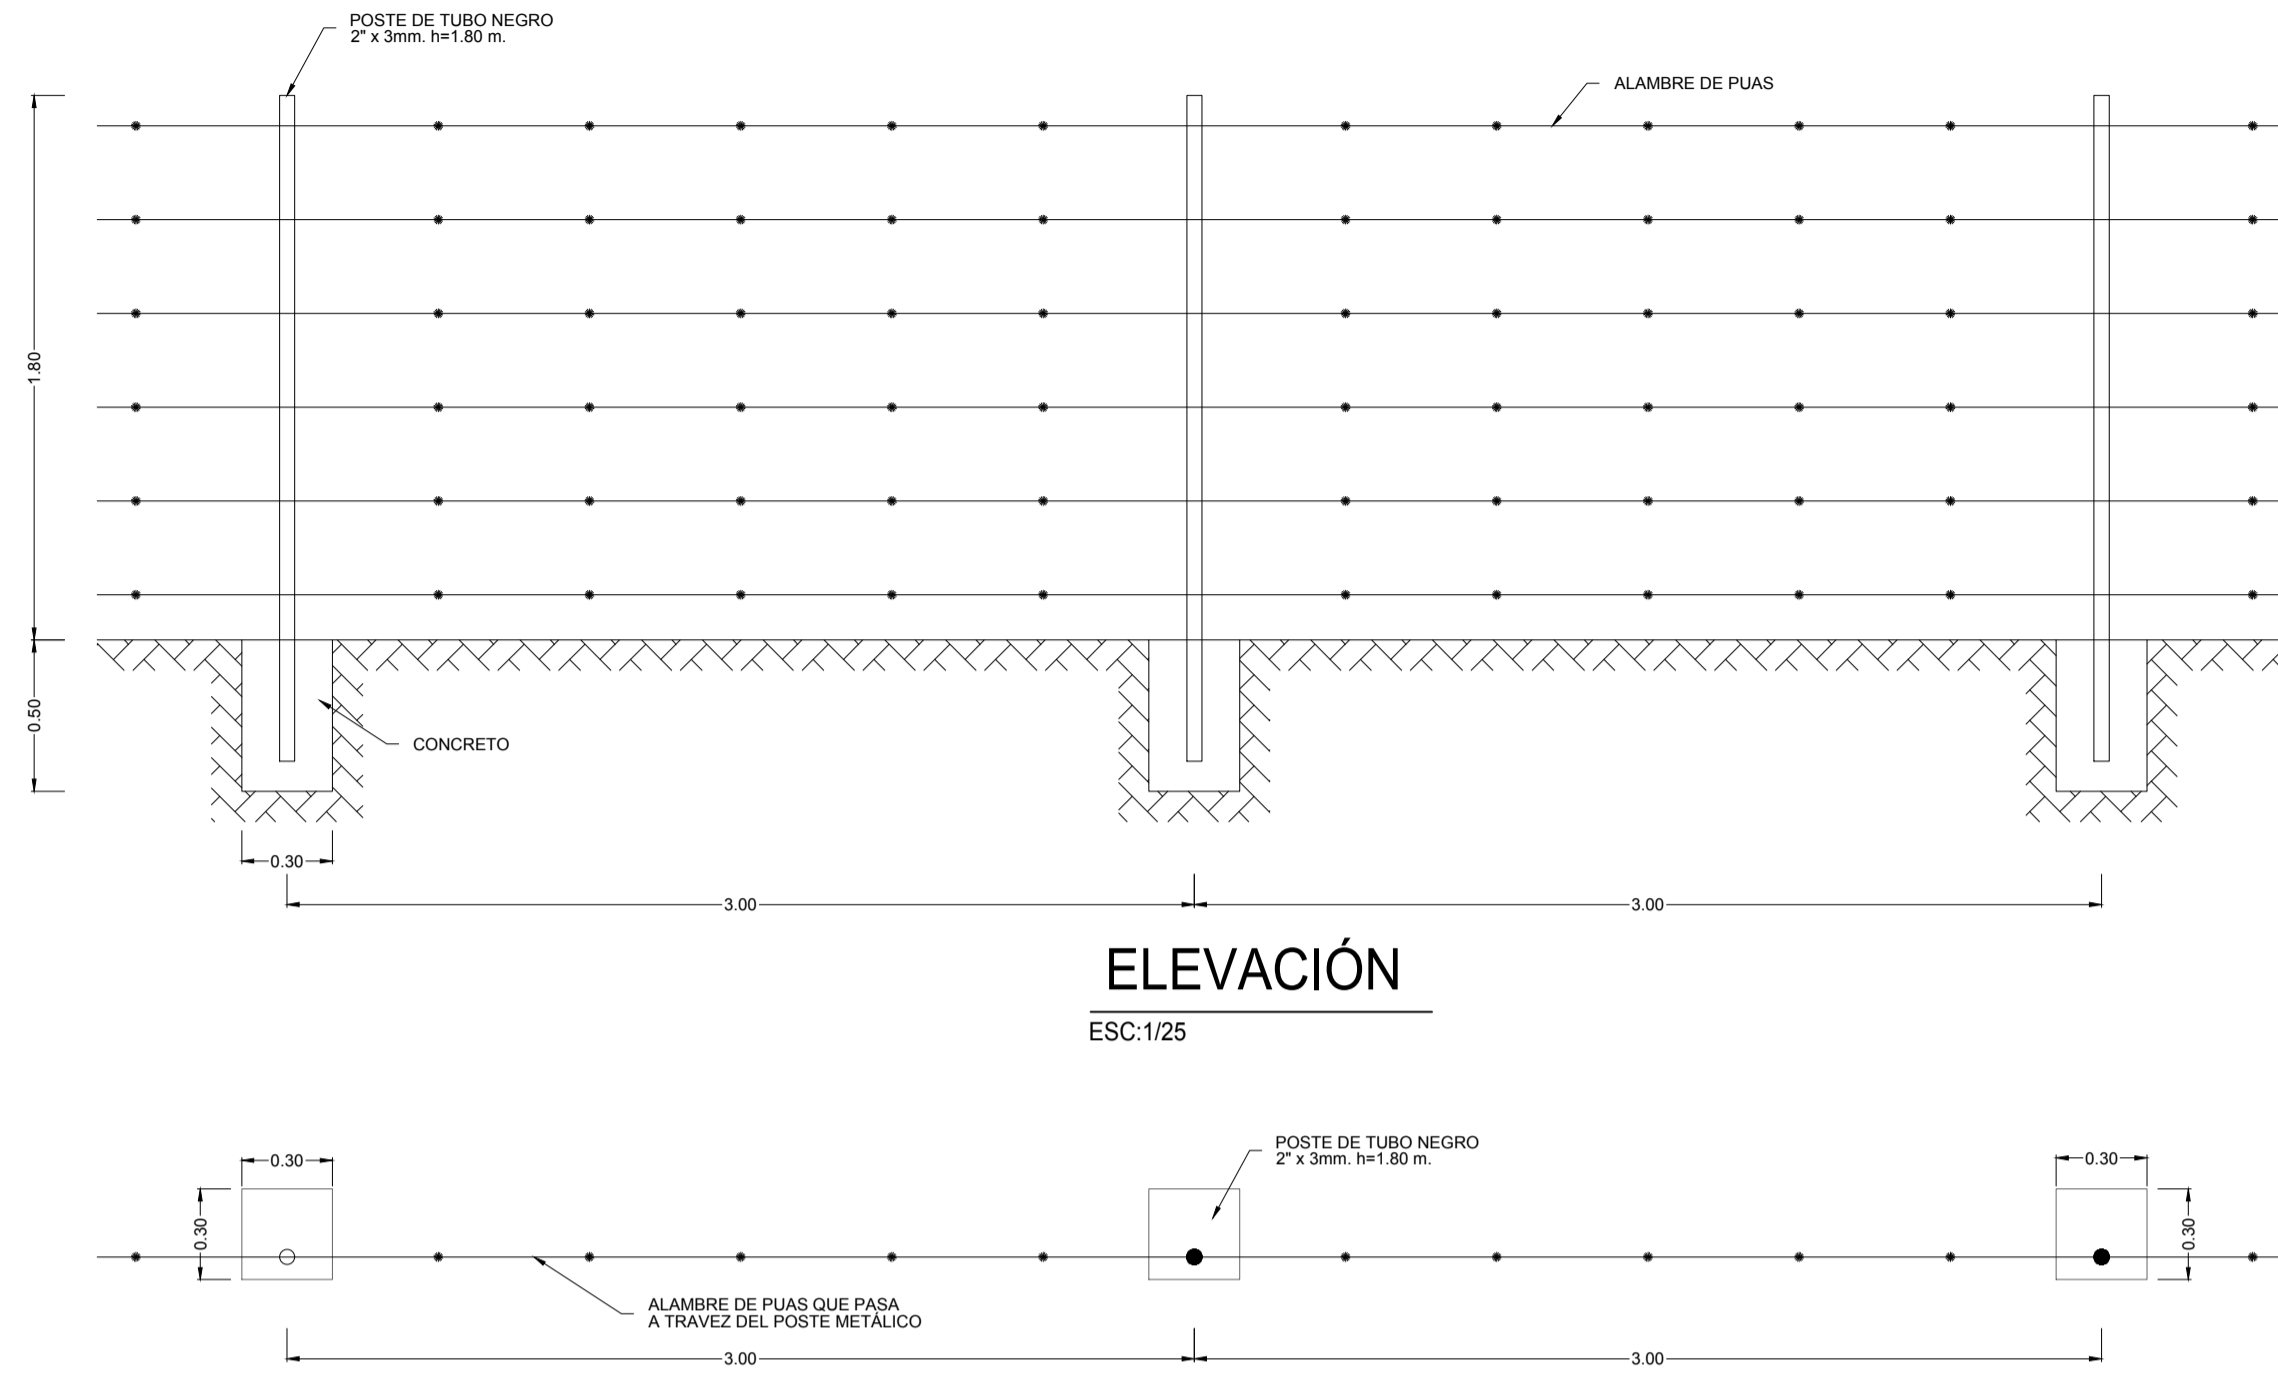 POSTE DE TUBO NEGRO
2" x 3mm. h=1.80 m.
ALAMBRE DE PUAS
1.80
0.50
CONCRETO
0.30
3.00
3.00
ELEVACIÓN
ESC:1/25
POSTE DE TUBO NEGRO
2" x 3mm. h=1.80 m.
0.30
0.30
0.30
0.30
ALAMBRE DE PUAS QUE PASA
A TRAVEZ DEL POSTE METÁLICO
3.00
3.00